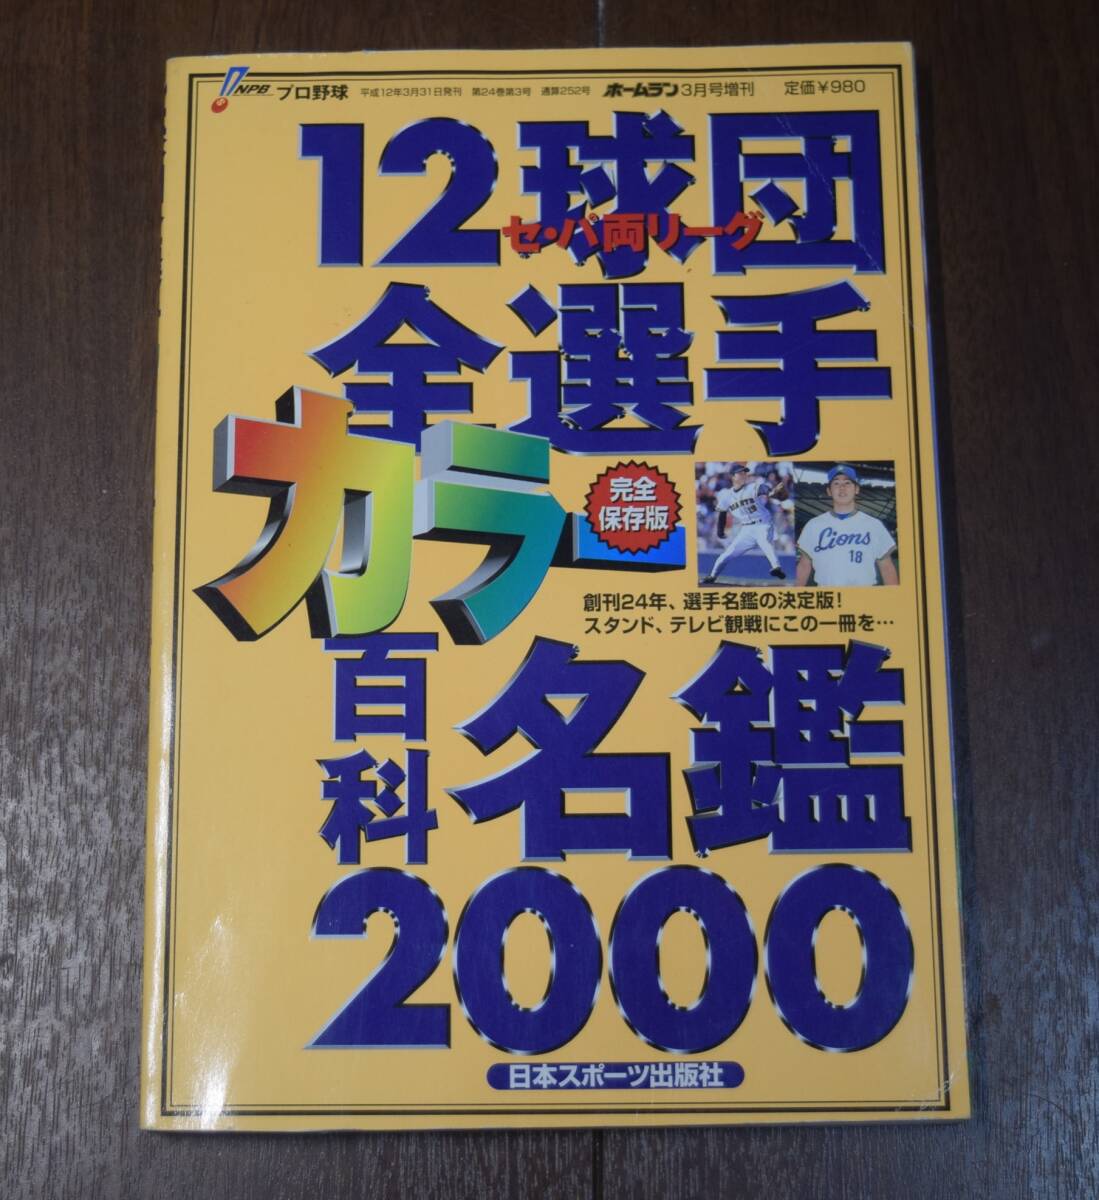 NPB プロ野球 平成12年3月31日発刊 第24巻第3号 通算252号 ホームラン3月号増刊 定価¥980
12球団
セ・パ両リーグ
全選手
カラー
完全
保存版
GIANTS
19
Lions
18
創刊24年、選手名鑑の決定版!
スタンド、テレビ観戦にこの一冊を…
百科
名鑑
2000
日本スポーツ出版社